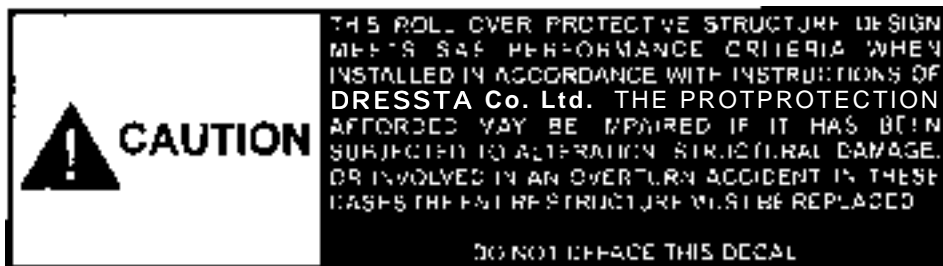 CAUTION
THIS ROLL OVER PROTECTIVE STRUCTURE DESIGN
MEETS SAE PERFORMANCE CRITERIA WHEN
INSTALLED IN ACCORDANCE WITH INSTRUCTIONS OF
DRESSTA Co. Ltd. THE PROTPROTECTION
AFFORDED MAY BE IMPAIRED IF IT HAS BEEN
SUBJECTED TO ALTERATION, STRUCTURAL DAMAGE,
OR INVOLVED IN AN OVERTURN ACCIDENT IN THESE
CASES THE ENTIRE STRUCTURE MUST BE REPLACED
DO NOT DEFACE THIS DECAL